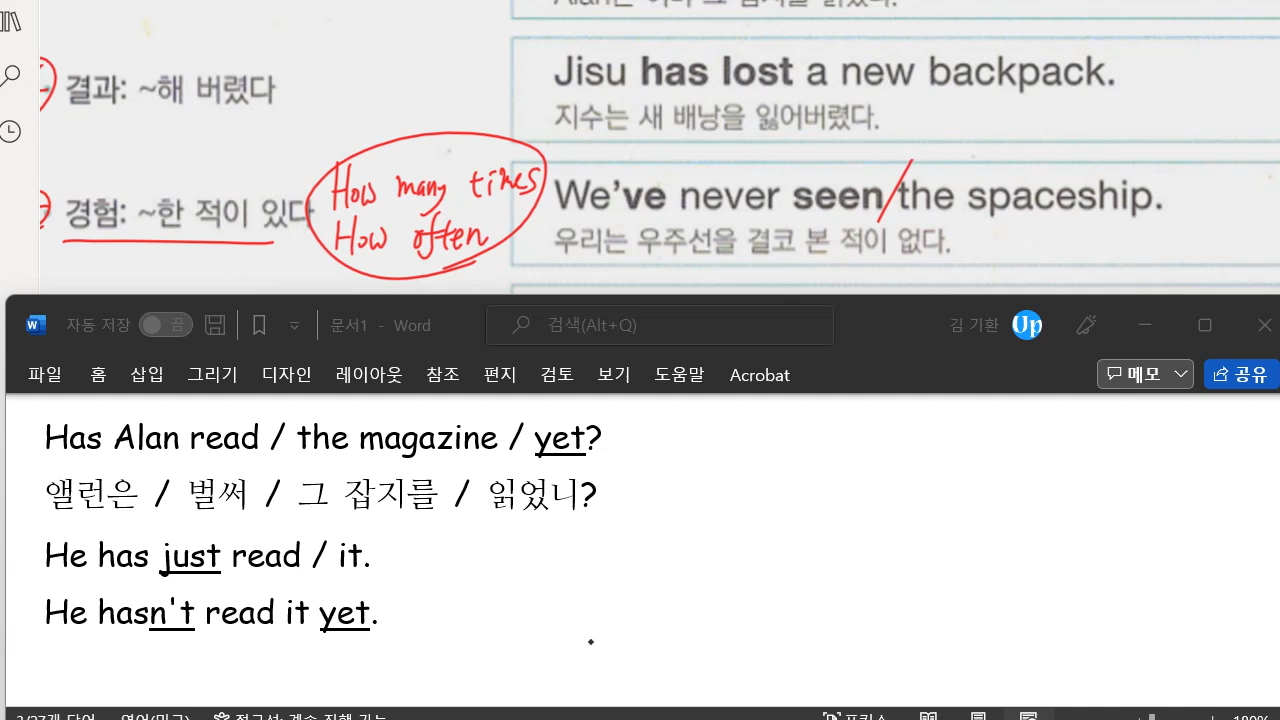 결과: ~해 버렸다
Jisu has lost a new backpack.
지수는 새 배낭을 잃어버렸다.
경험: ~한 적이 있다
How many times
How often
We've never seen/the spaceship.
우리는 우주선을 결코 본 적이 없다.
자동 저장 끔 문서1 - Word 검색(Alt+Q) 김 기환 Up
파일 홈 삽입 그리기 디자인 레이아웃 참조 편지 검토 보기 도움말 Acrobat 메모 공유
Has Alan read / the magazine / yet?
앨런은 / 벌써 / 그 잡지를 / 읽었니?
He has just read / it.
He hasn't read it yet.